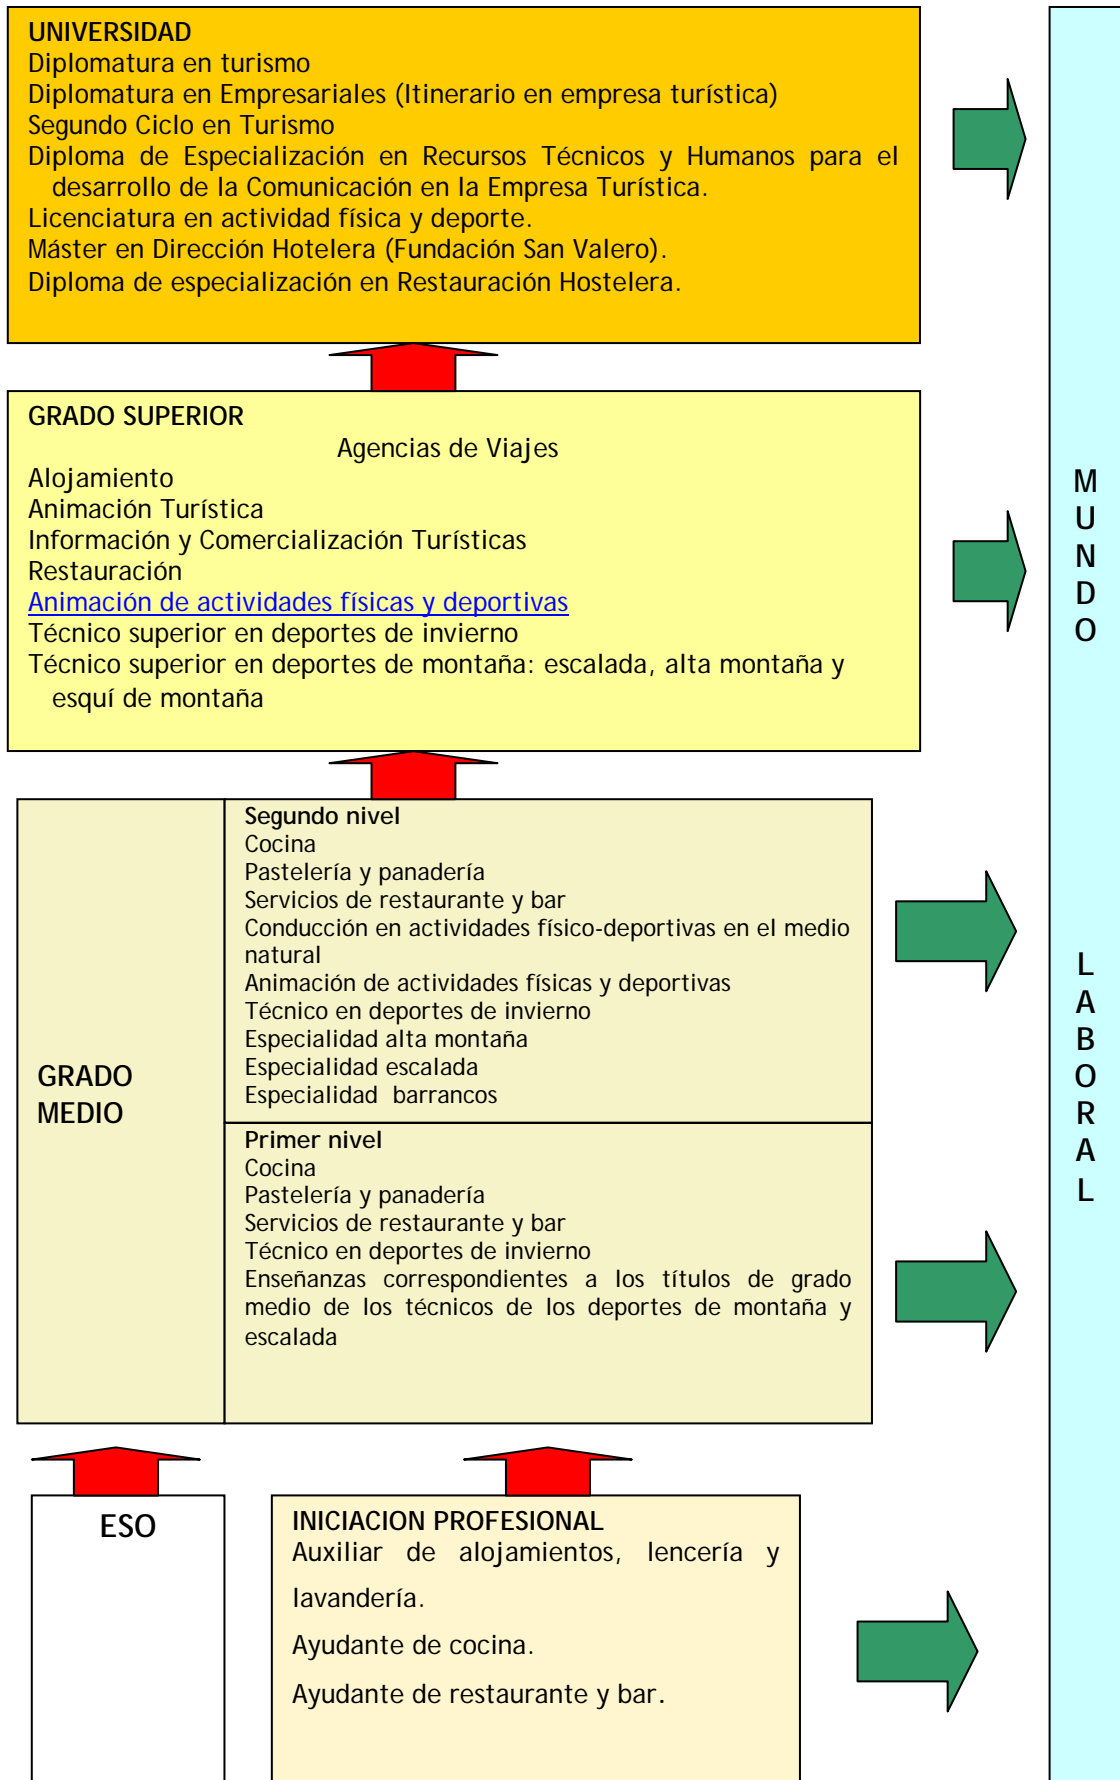 UNIVERSIDAD
Diplomatura en turismo
Diplomatura en Empresariales (Itinerario en empresa turística)
Segundo Ciclo en Turismo
Diploma de Especialización en Recursos Técnicos y Humanos para el
desarrollo de la Comunicación en la Empresa Turística.
Licenciatura en actividad física y deporte.
Máster en Dirección Hotelera (Fundación San Valero).
Diploma de especialización en Restauración Hostelera.
GRADO SUPERIOR
Agencias de Viajes
Alojamiento
Animación Turística
Información y Comercialización Turísticas
Restauración
Animación de actividades físicas y deportivas
Técnico superior en deportes de invierno
Técnico superior en deportes de montaña: escalada, alta montaña y
esquí de montaña
GRADO
MEDIO
Segundo nivel
Cocina
Pastelería y panadería
Servicios de restaurante y bar
Conducción en actividades físico-deportivas en el medio
natural
Animación de actividades físicas y deportivas
Técnico en deportes de invierno
Especialidad alta montaña
Especialidad escalada
Especialidad barrancos
Primer nivel
Cocina
Pastelería y panadería
Servicios de restaurante y bar
Técnico en deportes de invierno
Enseñanzas correspondientes a los títulos de grado
medio de los técnicos de los deportes de montaña y
escalada
ESO
INICIACION PROFESIONAL
Auxiliar de alojamientos, lencería y
lavandería.
Ayudante de cocina.
Ayudante de restaurante y bar.
M
U
N
D
O
L
A
B
O
R
A
L